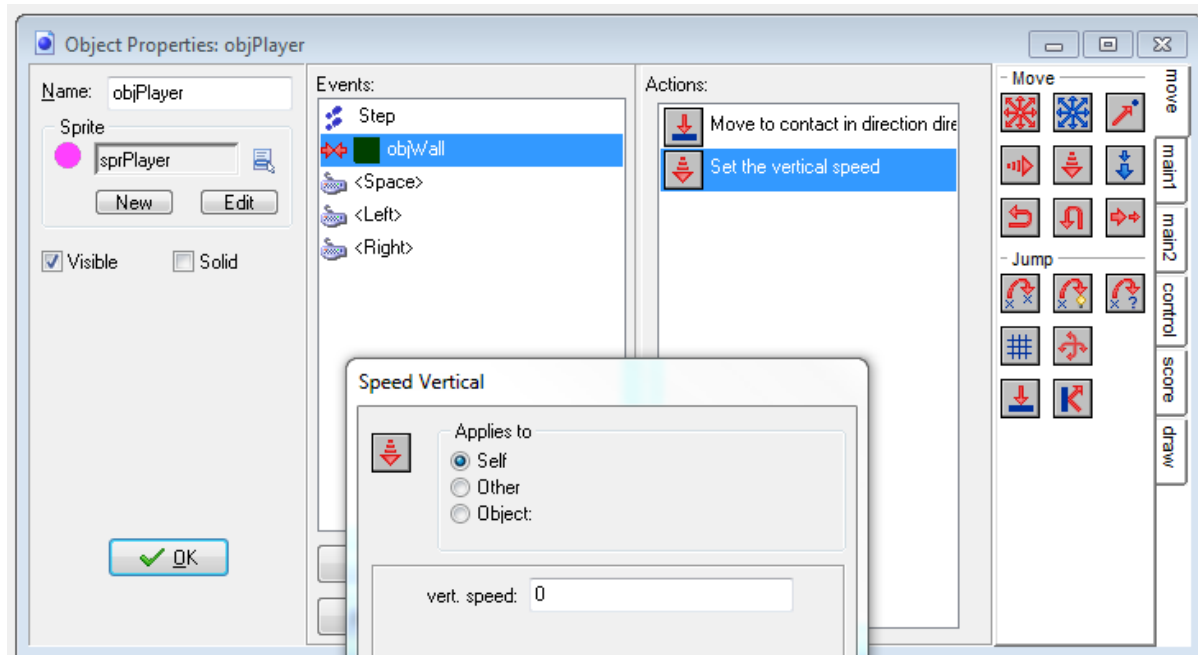 Object Properties: objPlayer
Name: objPlayer
Sprite
sprPlayer
New Edit
Visible Solid
OK
Events:
Step
objWall
<Space>
<Left>
<Right>
Actions:
Move to contact in direction dire
Set the vertical speed
Move
Jump
move
main1
main2
control
score
draw
Speed Vertical
Applies to
Self
Other
Object:
vert. speed: 0